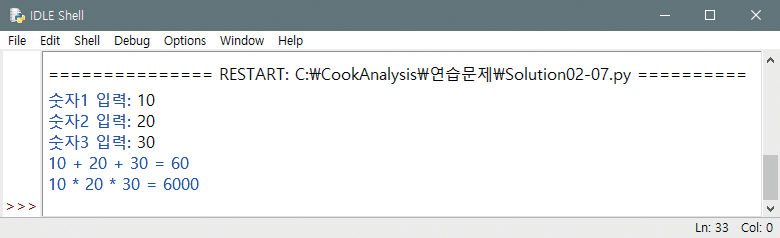 IDLE Shell
File Edit Shell Debug Options Window Help
=============== RESTART: C:₩CookAnalysis₩연습문제₩Solution02-07.py ==========
숫자1 입력: 10
숫자2 입력: 20
숫자3 입력: 30
10 + 20 + 30 = 60
10 * 20 * 30 = 6000
>>>
Ln: 33 Col: 0